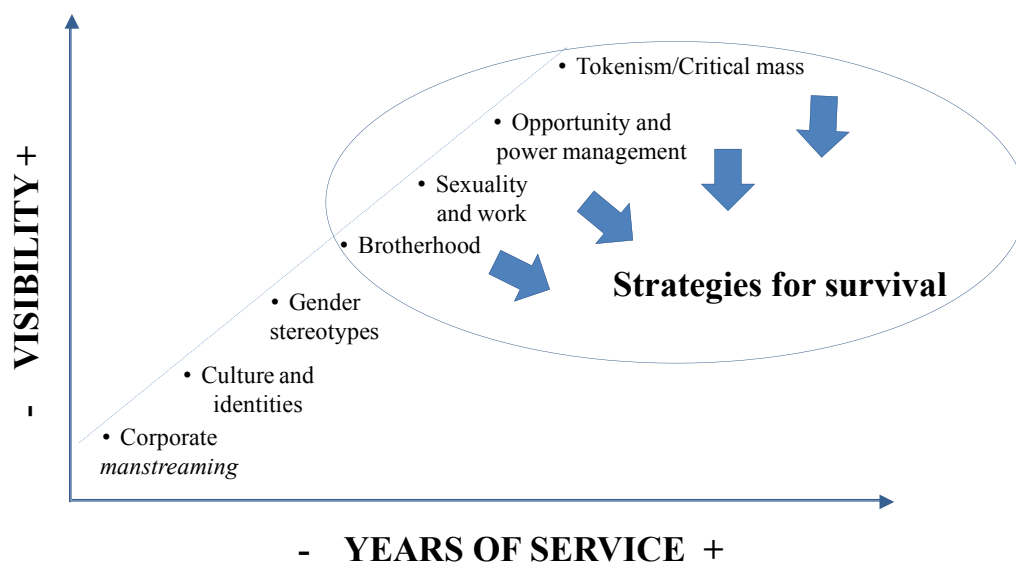 • Tokenism/Critical mass
• Opportunity and
power management
• Sexuality
and work
• Brotherhood
Strategies for survival
• Gender
stereotypes
• Culture and
identities
• Corporate
manstreaming
- VISIBILITY +
- YEARS OF SERVICE +